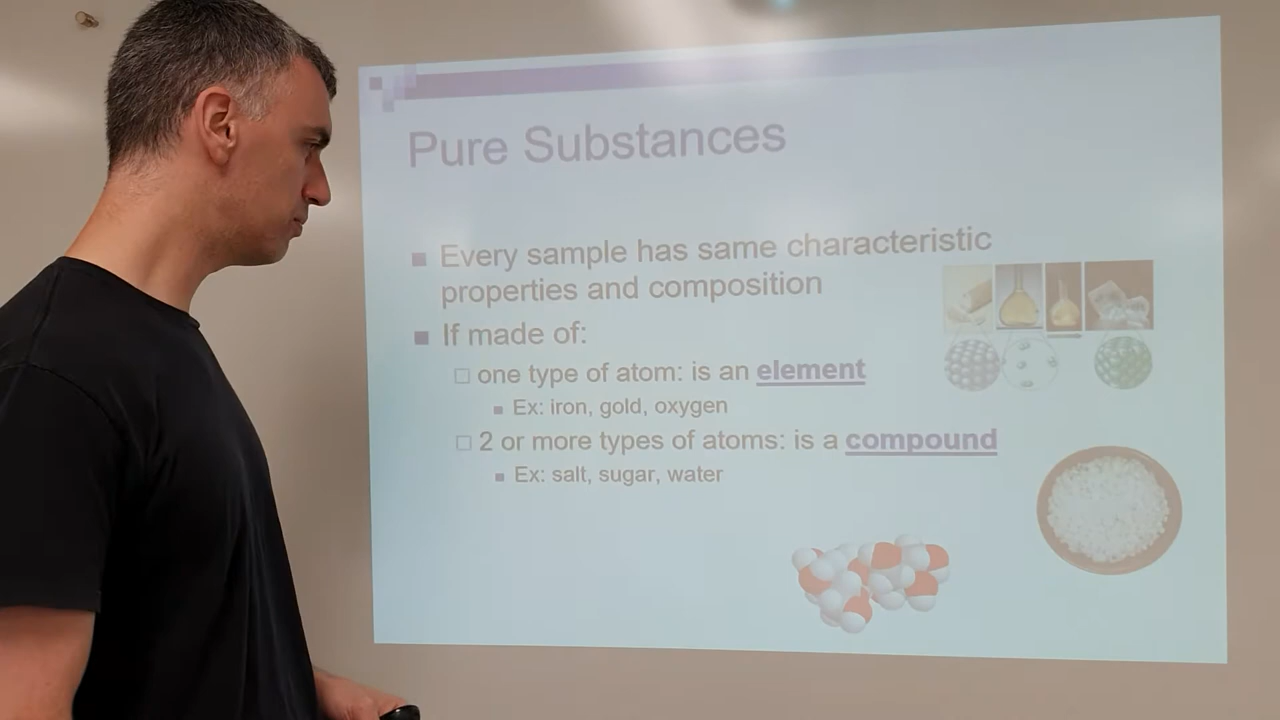 Pure Substances
Every sample has same characteristic
properties and composition
If made of:
one type of atom: is an element
Ex: iron, gold, oxygen
2 or more types of atoms: is a compound
Ex: salt, sugar, water